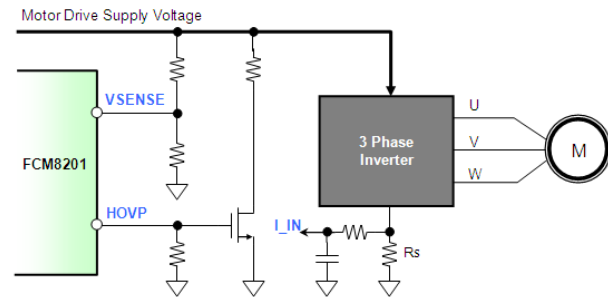 Motor Drive Supply Voltage
VSENSE
FCM8201
HOVP
3 Phase
Inverter
U
V
W
M
I_IN
Rs